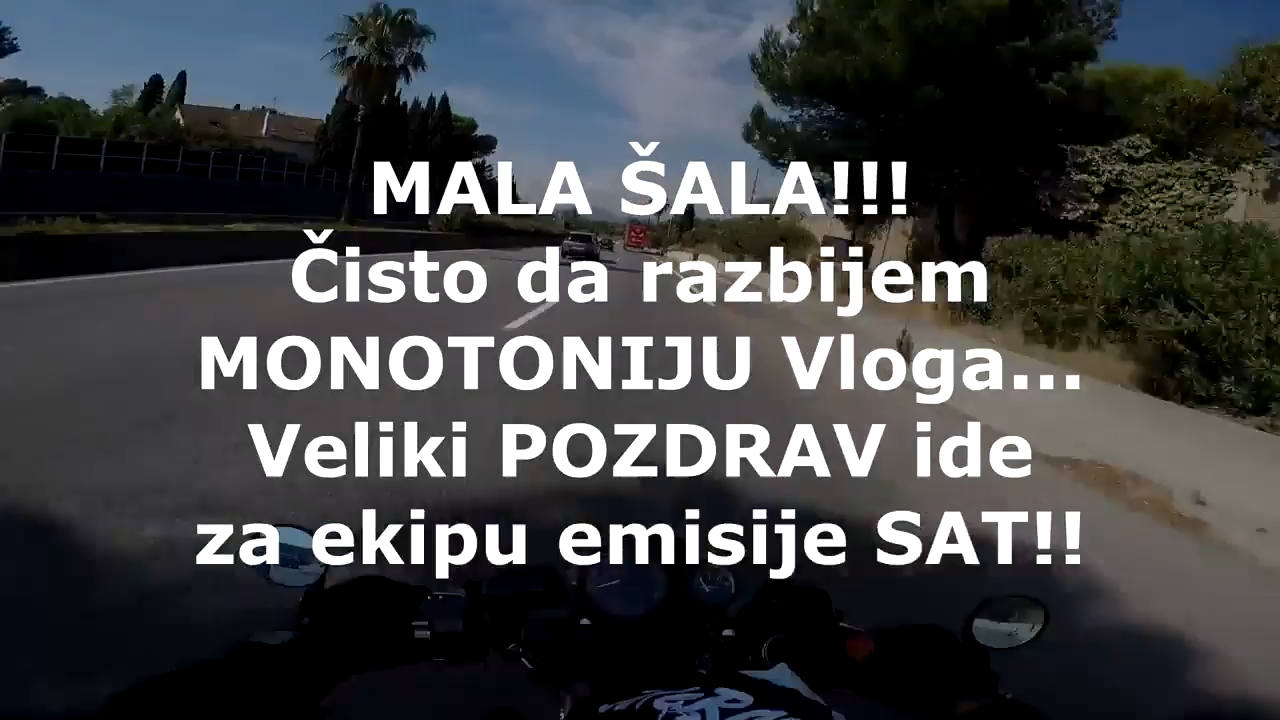 MALA ŠALA!!!
Čisto da razbijem
MONOTONIJU Vloga...
Veliki POZDRAV ide
za ekipu emisije SAT!!